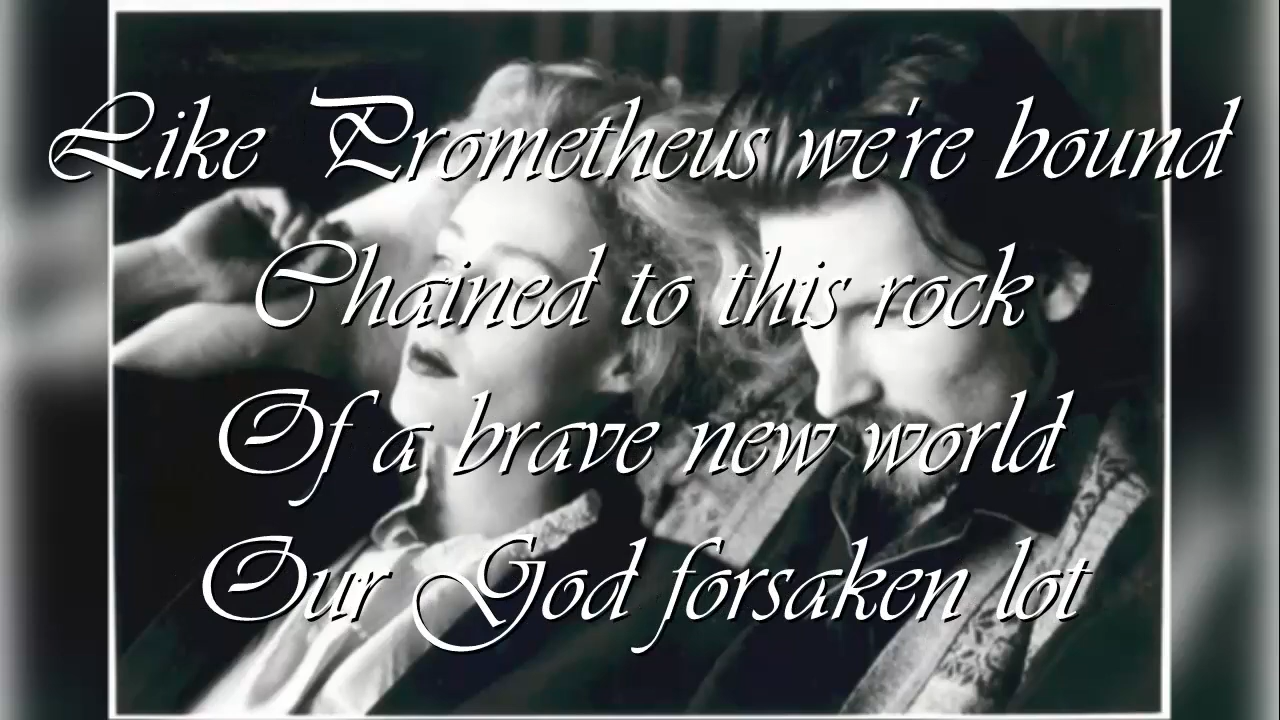 Like Prometheus we're bound
Chained to this rock
Of a brave new world
Our God forsaken lot